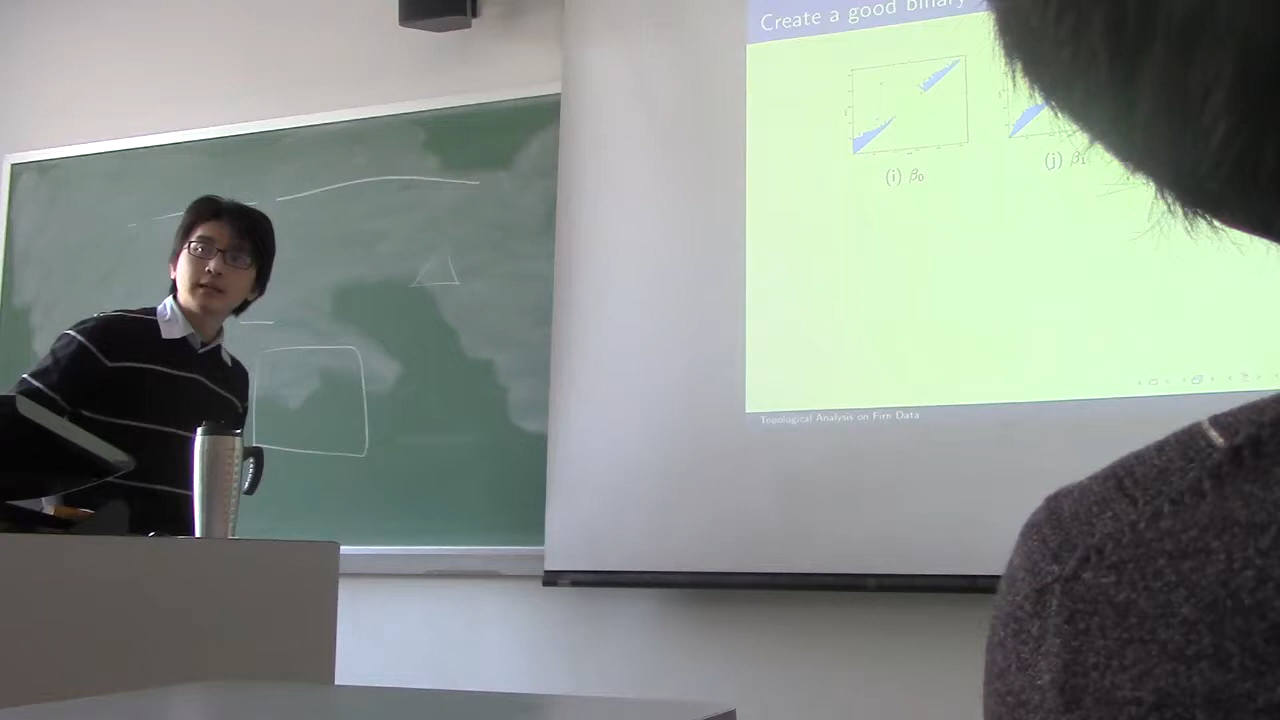 Create a good binary
(i) β₀
(j) β₁
Topological Analysis on Firn Data